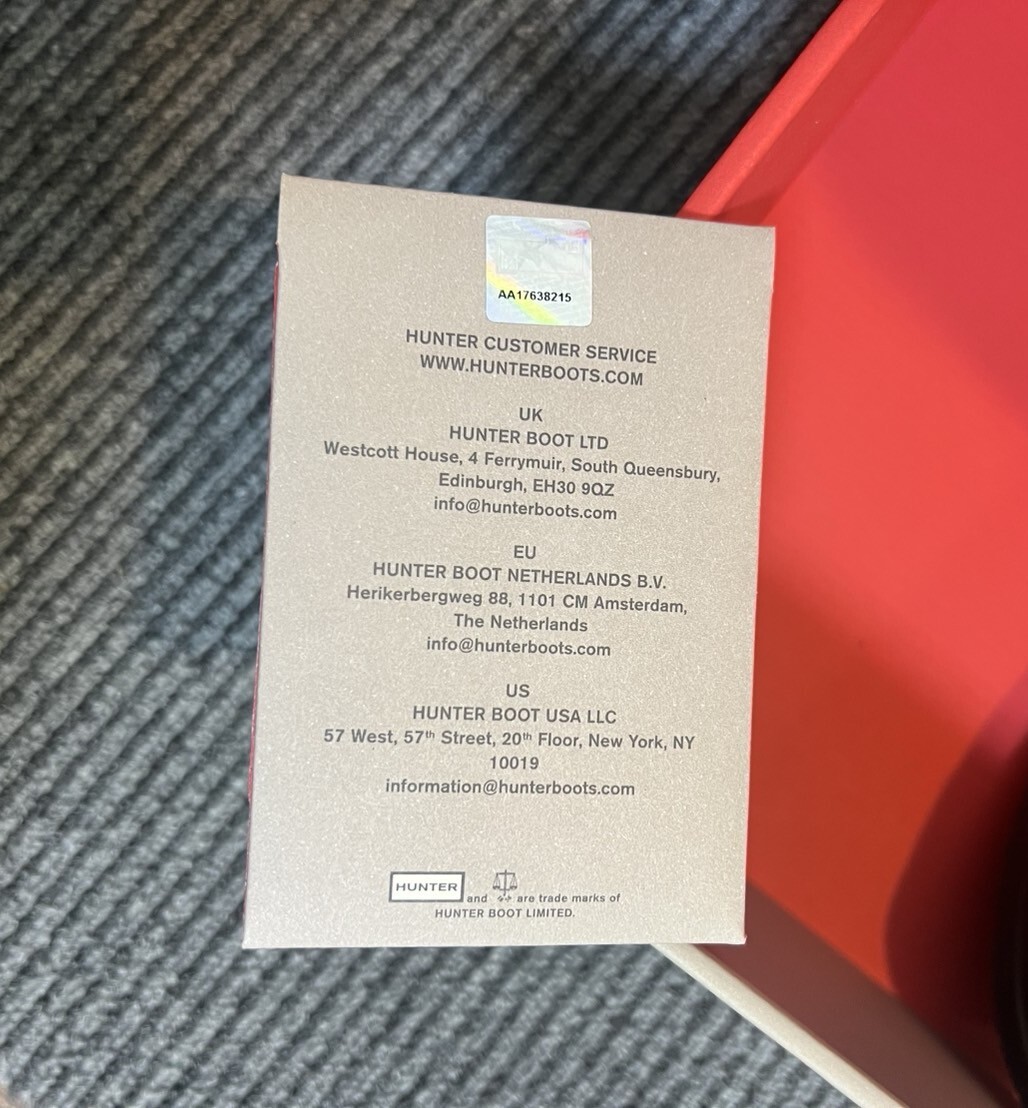 AA17638215
HUNTER CUSTOMER SERVICE
WWW.HUNTERBOOTS.COM
UK
HUNTER BOOT LTD
Westcott House, 4 Ferrymuir, South Queensbury,
Edinburgh, EH30 9QZ
info@hunterboots.com
EU
HUNTER BOOT NETHERLANDS B.V.
Herikerbergweg 88, 1101 CM Amsterdam,
The Netherlands
info@hunterboots.com
US
HUNTER BOOT USA LLC
57 West, 57th Street, 20th Floor, New York, NY
10019
information@hunterboots.com
HUNTER and are trade marks of
HUNTER BOOT LIMITED.